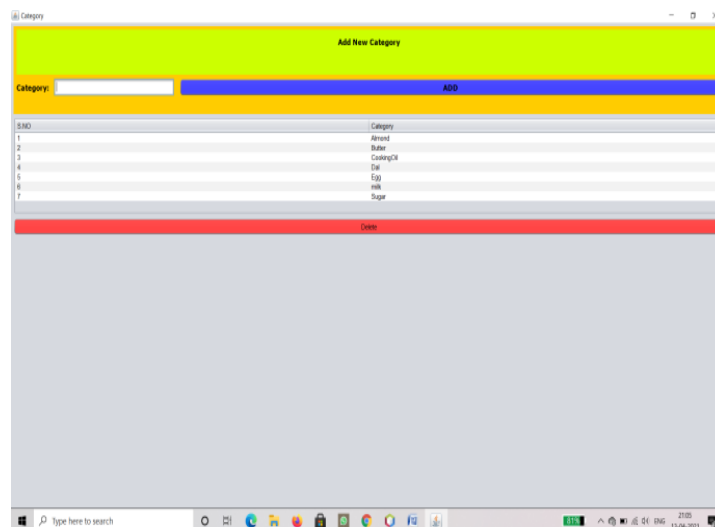 Category
Add New Category
Category: ADD
S.NO Category
1 Almond
2 Butter
3 CookingOil
4 Dal
5 Egg
6 milk
7 Sugar
Delete
Type here to search 81% ENG 21:05